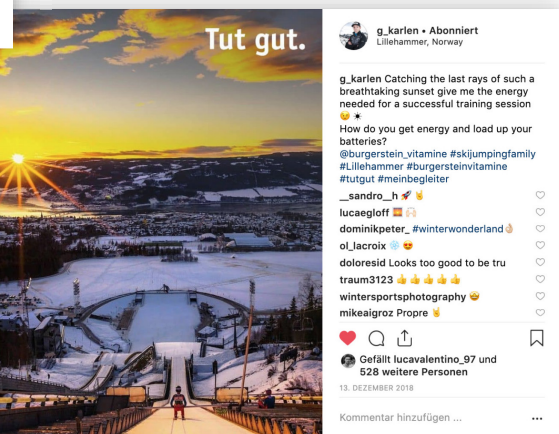 Tut gut.
g_karlen • Abonniert
Lillehammer, Norway
g_karlen Catching the last rays of such a
breathtaking sunset give me the energy
needed for a successful training session
😉 ☀
How do you get energy and load up your
batteries?
@burgerstein_vitamine #skijumpingfamily
#Lillehammer #burgersteinvitamine
#tutgut #meinbegleiter
__sandro__h 🚀 🤘
lucaegloff 🌅 🙌🏻
dominikpeter_ #winterwonderland👌🏼
ol_lacroix ❄️ 😍
doloresid Looks too good to be tru
traum3123 👍👍👍👍👍
wintersportsphotography 🤩
mikeaigroz Propre 🤘
Gefällt lucavalentino_97 und
528 weitere Personen
13. DEZEMBER 2018
Kommentar hinzufügen ...